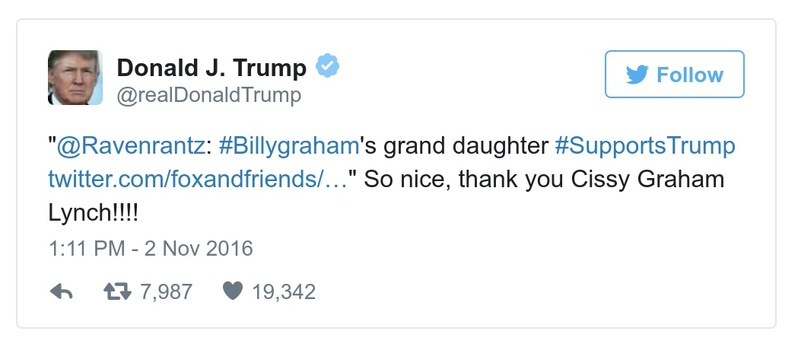 Donald J. Trump
Follow
@realDonaldTrump
"@Ravenrantz: #Billygraham's grand daughter #SupportsTrump
twitter.com/foxandfriends/…" So nice, thank you Cissy Graham
Lynch!!!!
1:11 PM - 2 Nov 2016
7,987 19,342